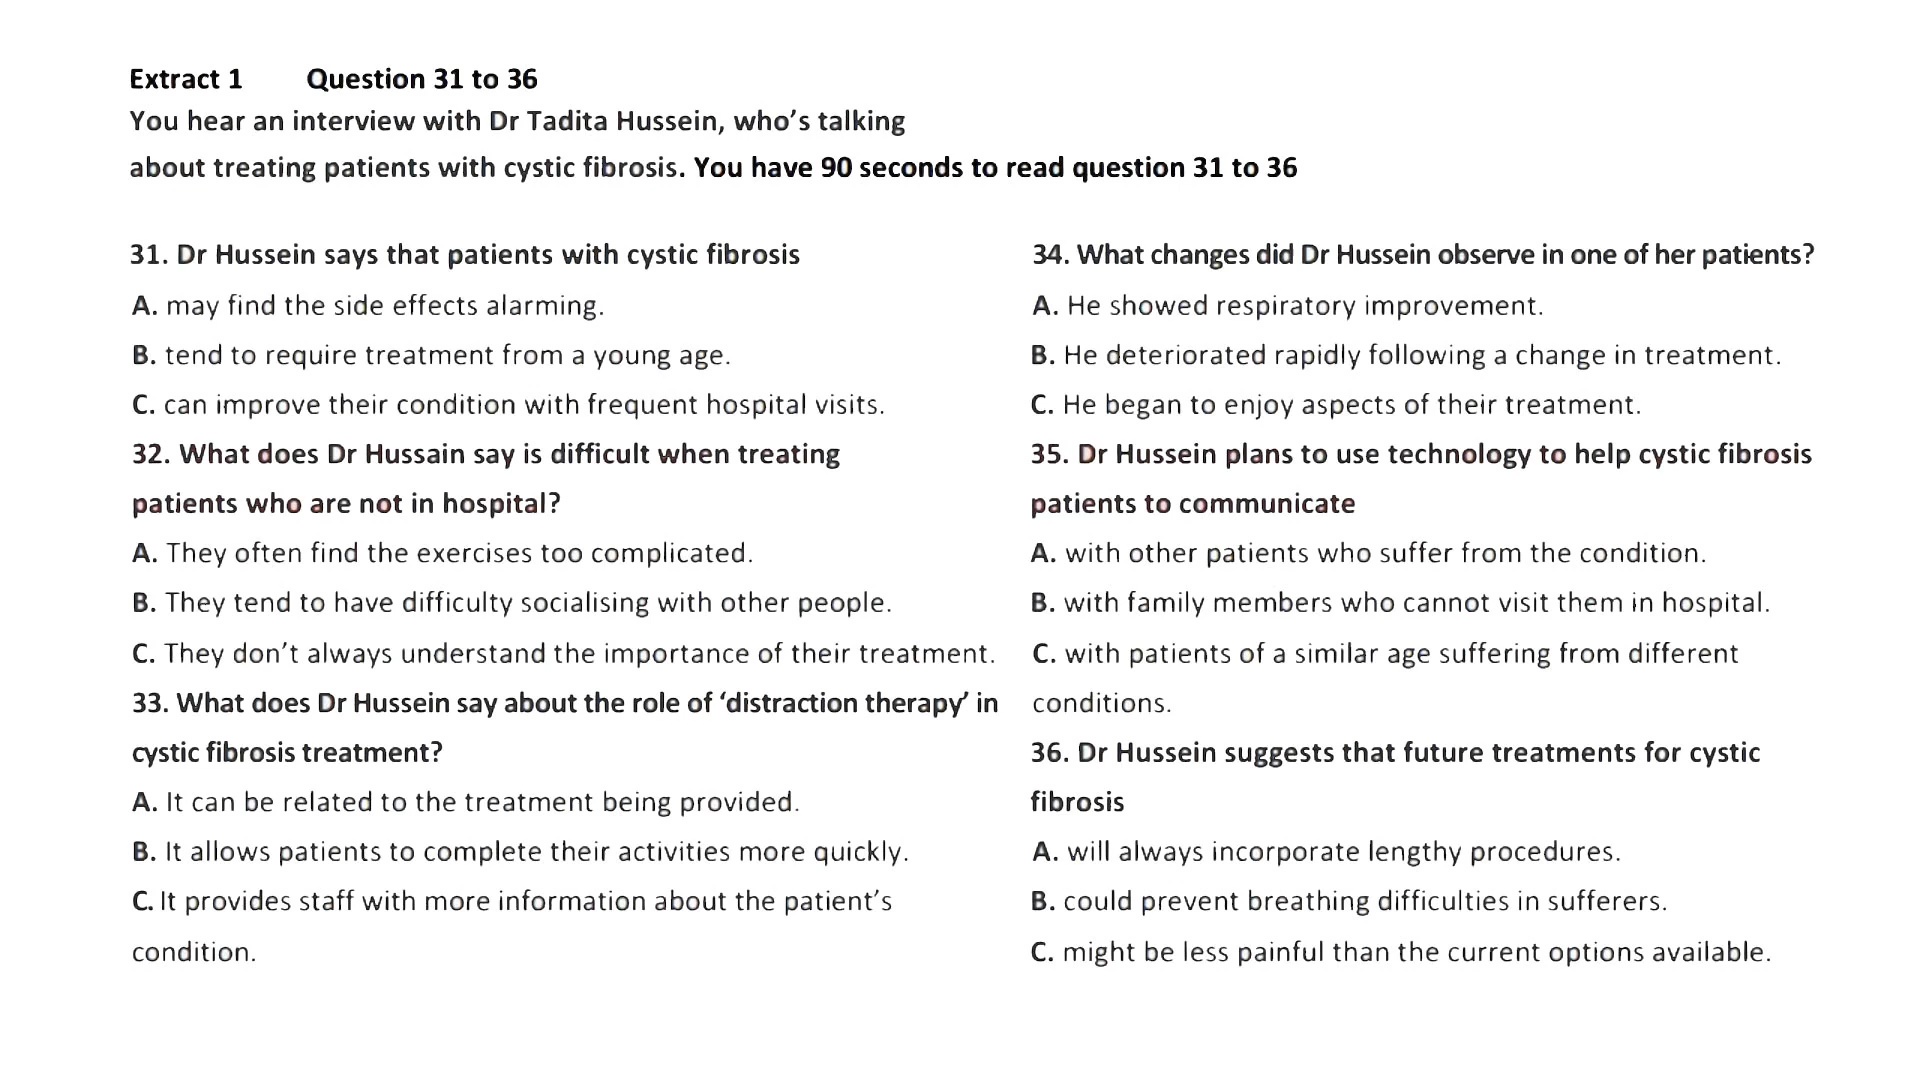 Extract 1 Question 31 to 36
You hear an interview with Dr Tadita Hussein, who's talking
about treating patients with cystic fibrosis. You have 90 seconds to read question 31 to 36
31. Dr Hussein says that patients with cystic fibrosis
A. may find the side effects alarming.
B. tend to require treatment from a young age.
C. can improve their condition with frequent hospital visits.
32. What does Dr Hussain say is difficult when treating
patients who are not in hospital?
A. They often find the exercises too complicated.
B. They tend to have difficulty socialising with other people.
C. They don't always understand the importance of their treatment.
33. What does Dr Hussein say about the role of ‘distraction therapy’ in
cystic fibrosis treatment?
A. It can be related to the treatment being provided.
B. It allows patients to complete their activities more quickly.
C. It provides staff with more information about the patient's
condition.
34. What changes did Dr Hussein observe in one of her patients?
A. He showed respiratory improvement.
B. He deteriorated rapidly following a change in treatment.
C. He began to enjoy aspects of their treatment.
35. Dr Hussein plans to use technology to help cystic fibrosis
patients to communicate
A. with other patients who suffer from the condition.
B. with family members who cannot visit them in hospital.
C. with patients of a similar age suffering from different
conditions.
36. Dr Hussein suggests that future treatments for cystic
fibrosis
A. will always incorporate lengthy procedures.
B. could prevent breathing difficulties in sufferers.
C. might be less painful than the current options available.